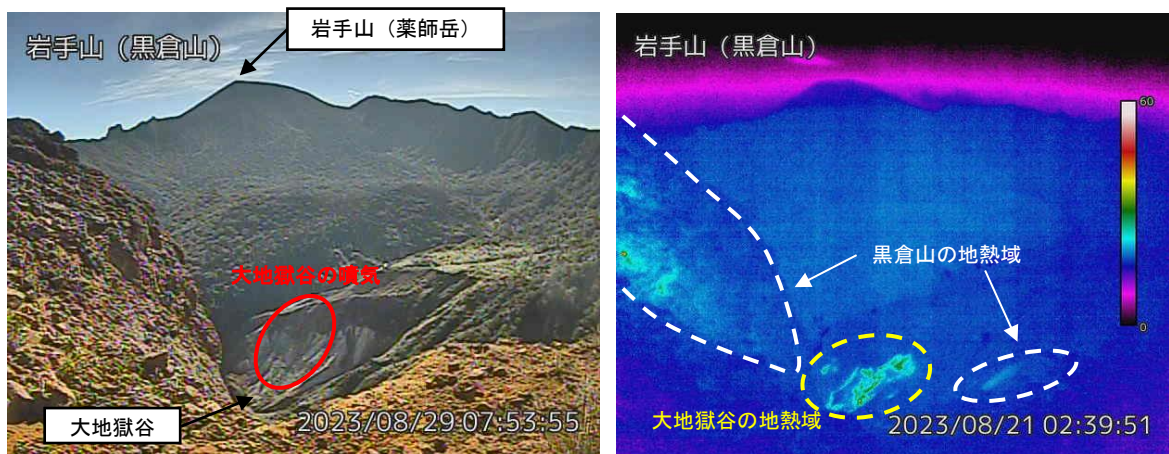 岩手山（黒倉山）
岩手山（薬師岳）
大地獄谷の噴気
大地獄谷
2023/08/29 07:53:55
岩手山（黒倉山）
60
0
黒倉山の地熱域
大地獄谷の地熱域
2023/08/21 02:39:51